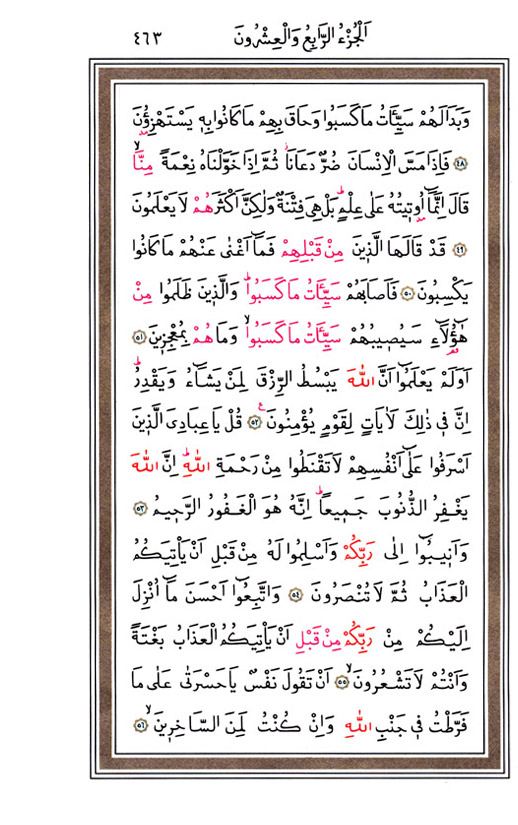 اَلْجُزْءُ الرَّابِعُ وَالْعِشْرُونَ ٤٦٣
وَبَدَا لَهُمْ سَيِّـَٔاتُ مَا كَسَبُوا وَحَاقَ بِهِمْ مَا كَانُوا بِهٖ يَسْتَهْزِؤُ۫نَ
﴿٤٨﴾ فَاِذَا مَسَّ الْاِنْسَانَ ضُرٌّ دَعَانَاۘ ثُمَّ اِذَا خَوَّلْنَاهُ نِعْمَةً مِنَّاۙ
قَالَ اِنَّمَٓا اُو۫تٖيتُهُ عَلٰى عِلْمٍۜ بَلْ هِيَ فِتْنَةٌ وَلٰكِنَّ اَكْثَرَهُمْ لَا يَعْلَمُونَ
﴿٤٩﴾ قَدْ قَالَهَا الَّذٖينَ مِنْ قَبْلِهِمْ فَمَٓا اَغْنٰى عَنْهُمْ مَا كَانُوا
يَكْسِبُونَ ﴿٥٠﴾ فَاَصَابَهُمْ سَيِّـَٔاتُ مَا كَسَبُواۜ وَالَّذٖينَ ظَلَمُوا مِنْ
هٰٓؤُ۬لَٓاءِ سَيُصٖيبُهُمْ سَيِّـَٔاتُ مَا كَسَبُواۙ وَمَا هُمْ بِمُعْجِزٖينَ ﴿٥١﴾
اَوَلَمْ يَعْلَمُٓوا اَنَّ اللّٰهَ يَبْسُطُ الرِّزْقَ لِمَنْ يَشَٓاءُ وَيَقْدِرُۜ
اِنَّ فٖي ذٰلِكَ لَاٰيَاتٍ لِقَوْمٍ يُؤْمِنُونَ ﴿٥٢﴾ قُلْ يَا عِبَادِيَ الَّذٖينَ
اَسْرَفُوا عَلٰٓى اَنْفُسِهِمْ لَا تَقْنَطُوا مِنْ رَحْمَةِ اللّٰهِۜ اِنَّ اللّٰهَ
يَغْفِرُ الذُّنُوبَ جَمٖيعاًۜ اِنَّهُ هُوَ الْغَفُورُ الرَّحٖيمُ ﴿٥٣﴾
وَاَنٖيبُٓوا اِلٰى رَبِّكُمْ وَاَسْلِمُوا لَهُ مِنْ قَبْلِ اَنْ يَأْتِيَكُمُ
الْعَذَابُ ثُمَّ لَا تُنْصَرُونَ ﴿٥٤﴾ وَاتَّبِعُٓوا اَحْسَنَ مَٓا اُنْزِلَ
اِلَيْكُمْ مِنْ رَبِّكُمْ مِنْ قَبْلِ اَنْ يَأْتِيَكُمُ الْعَذَابُ بَغْتَةً
وَاَنْتُمْ لَا تَشْعُرُونَۙ ﴿٥٥﴾ اَنْ تَقُولَ نَفْسٌ يَا حَسْرَتٰى عَلٰى مَا
فَرَّطْتُ فٖي جَنْبِ اللّٰهِ وَاِنْ كُنْتُ لَمِنَ السَّاخِرٖينَۙ ﴿٥٦﴾